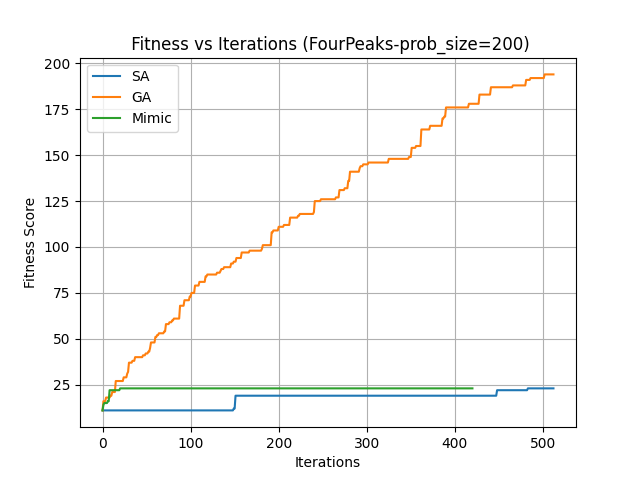 Fitness vs Iterations (FourPeaks-prob_size=200)
SA
GA
Mimic
Fitness Score
200
175
150
125
100
75
50
25
0 100 200 300 400 500
Iterations